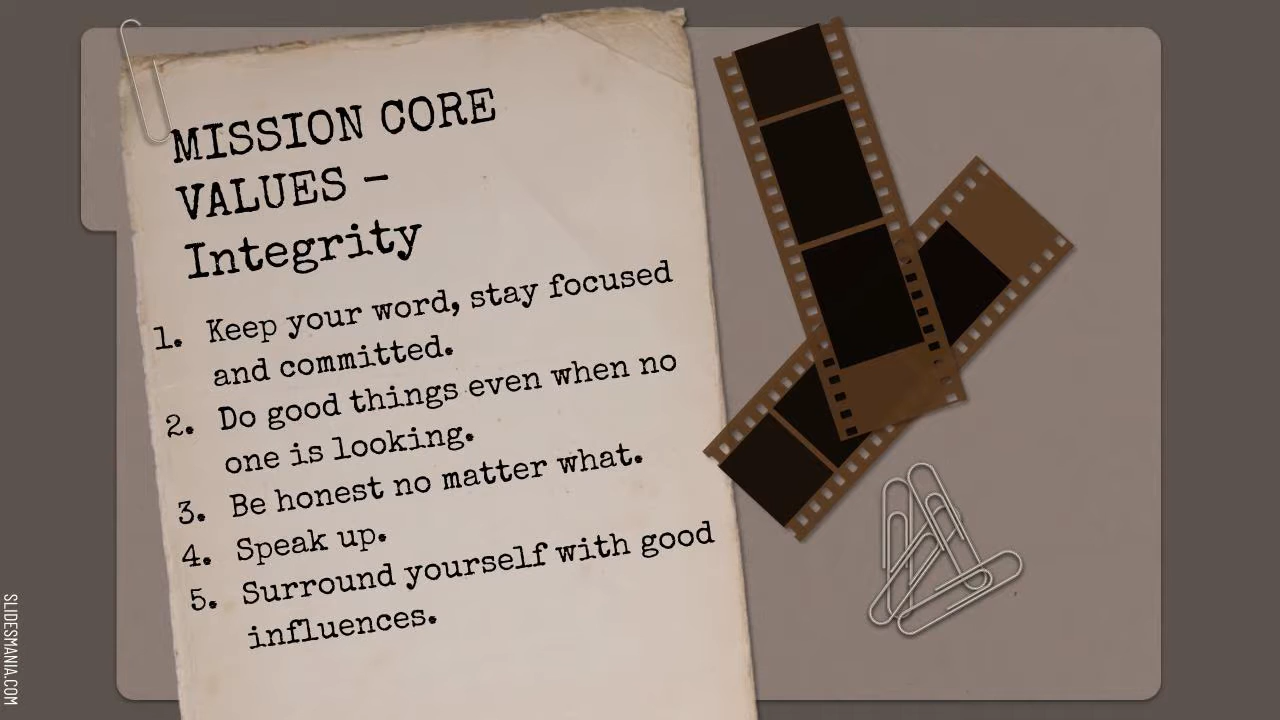 MISSION CORE
VALUES –
Integrity
1. Keep your word, stay focused
and committed.
2. Do good things even when no
one is looking.
3. Be honest no matter what.
4. Speak up.
5. Surround yourself with good
influences.
SLIDESMANIA.COM